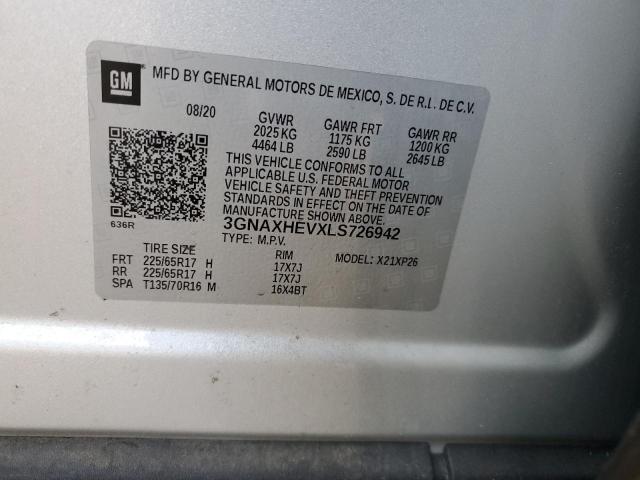 GM MFD BY GENERAL MOTORS DE MEXICO, S. DE R.L. DE C.V.
08/20 GVWR GAWR FRT GAWR RR
2025 KG 1175 KG 1200 KG
4464 LB 2590 LB 2645 LB
THIS VEHICLE CONFORMS TO ALL
APPLICABLE U.S. FEDERAL MOTOR
VEHICLE SAFETY AND THEFT PREVENTION
STANDARDS IN EFFECT ON THE DATE OF
MANUFACTURE SHOWN ABOVE.
636R 3GNAXHEVXLS726942
TYPE: M.P.V. MODEL: X21XP26
TIRE SIZE RIM
FRT 225/65R17 H 17X7J
RR 225/65R17 H 17X7J
SPA T135/70R16 M 16X4BT